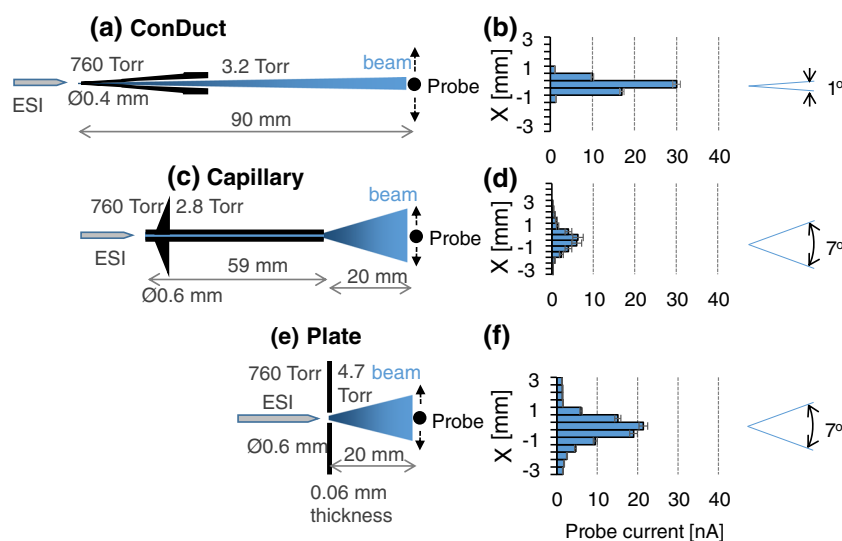 (a) ConDuct
760 Torr
3.2 Torr
beam
Probe
ESI
Ø0.4 mm
90 mm
(b)
X [mm]
3
1
-1
-3
0 10 20 30 40
1º
(c) Capillary
760 Torr
2.8 Torr
beam
Probe
ESI
59 mm
20 mm
Ø0.6 mm
(d)
X [mm]
3
1
-1
-3
0 10 20 30 40
7º
(e) Plate
760 Torr
4.7
Torr
beam
ESI
Probe
Ø0.6 mm
20 mm
0.06 mm
thickness
(f)
X [mm]
3
1
-1
-3
0 10 20 30 40
Probe current [nA]
7º